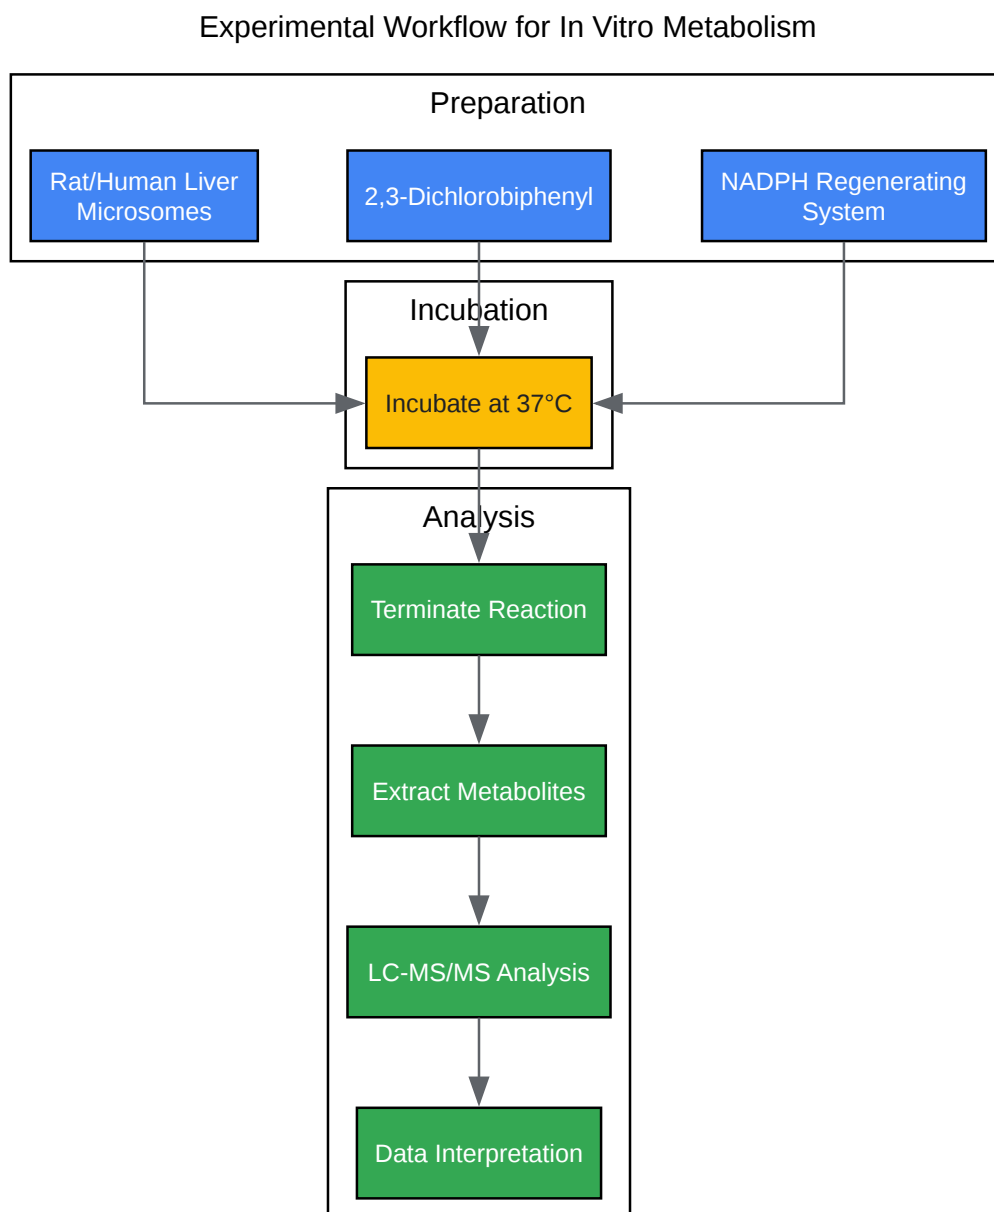 Experimental Workflow for In Vitro Metabolism
Preparation
Rat/Human Liver
Microsomes
2,3-Dichlorobiphenyl
NADPH Regenerating
System
Incubation
Incubate at 37°C
Analysis
Terminate Reaction
Extract Metabolites
LC-MS/MS Analysis
Data Interpretation